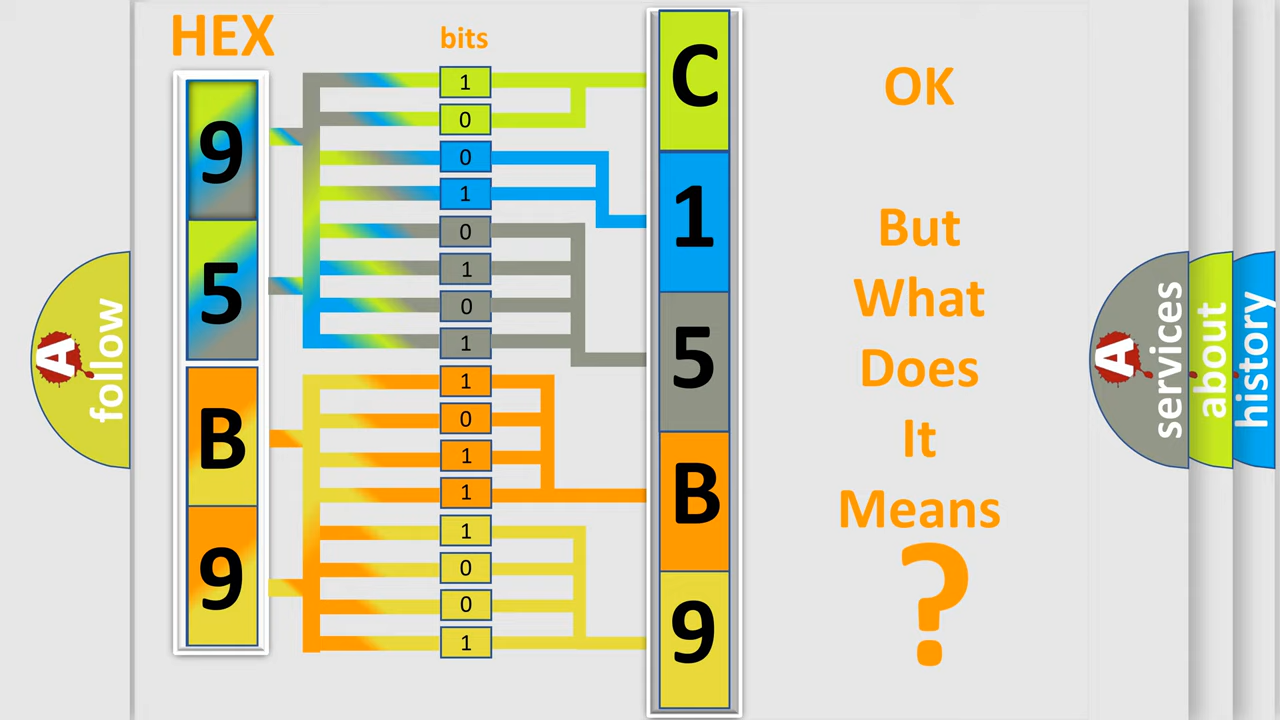 HEX
bits
9
5
B
9
1
0
0
1
0
1
0
1
1
0
1
1
1
0
0
1
C
1
5
B
9
OK
But
What
Does
It
Means
?
A
follow
A
services
about
history